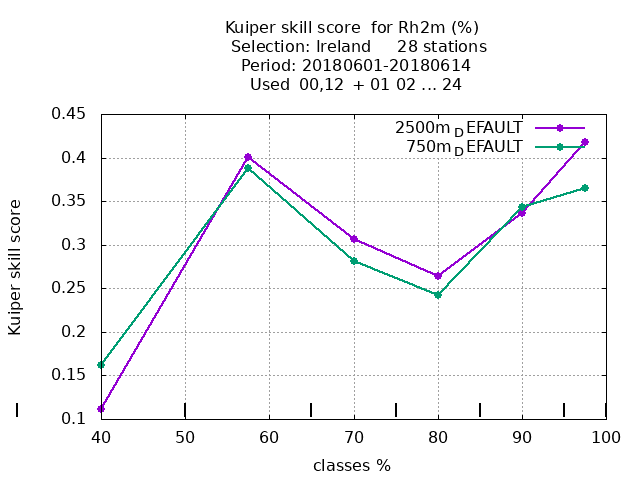 Kuiper skill score  for Rh2m (%)
Selection: Ireland     28 stations
Period: 20180601-20180614
Used  00,12  + 01 02 ... 24
2500m_DEFAULT
750m_DEFAULT
0.45
0.4
0.35
0.3
0.25
0.2
0.15
0.1
Kuiper skill score
40 50 60 70 80 90 100
classes %